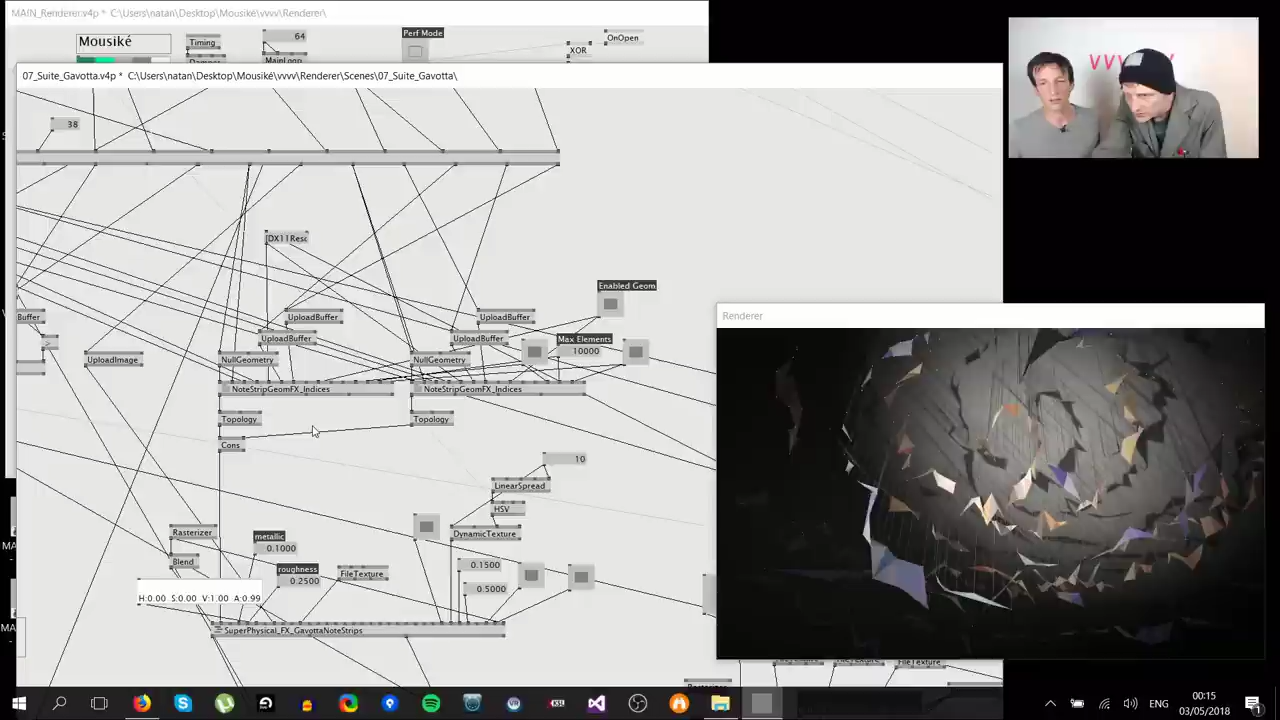 MAIN_Renderer.v4p * C:\Users\natan\Desktop\Mousiké\vvvv\Renderer\
Mousiké
Timing
64
Perf Mode
OnOpen
XOR
Damper
MainLoop
07_Suite_Gavotta.v4p * C:\Users\natan\Desktop\Mousiké\vvvv\Renderer\Scenes\07_Suite_Gavotta\
38
DX11Reso
Enabled Geom
Buffer
UploadBuffer
UploadBuffer
UploadBuffer
UploadBuffer
Max Elements
10000
>
UploadImage
NullGeometry
NullGeometry
NoteStripGeomFX_Indices
NoteStripGeomFX_Indices
Topology
Topology
Cons
10
LinearSpread
HSV
Rasterizer
metallic
0.1000
DynamicTexture
Blend
roughness
0.2500
FileTexture
0.1500
0.5000
H:0.00 S:0.00 V:1.00 A:0.99
SuperPhysical_FX_GavottaNoteStrips
Renderer
FileTexture
ENG
00:15
03/05/2018